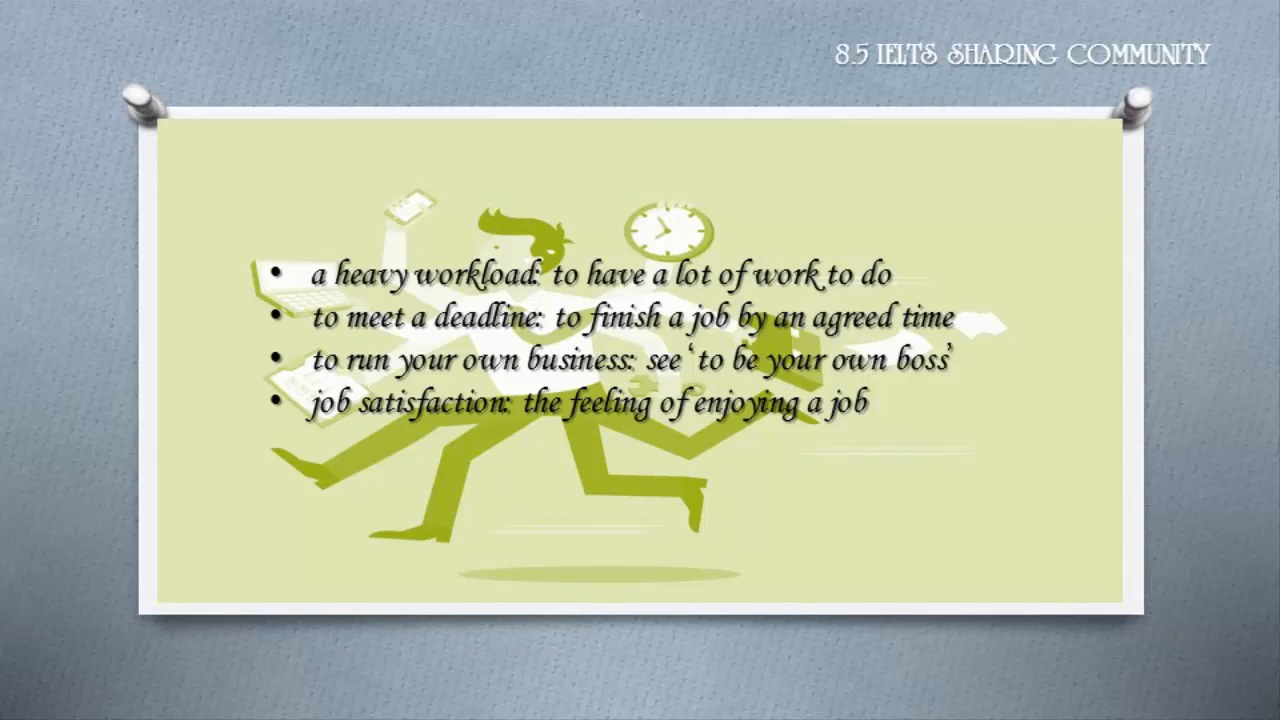 8.5 IELTS SHARING COMMUNITY
• a heavy workload: to have a lot of work to do
• to meet a deadline: to finish a job by an agreed time
• to run your own business: see ‘to be your own boss’
• job satisfaction: the feeling of enjoying a job